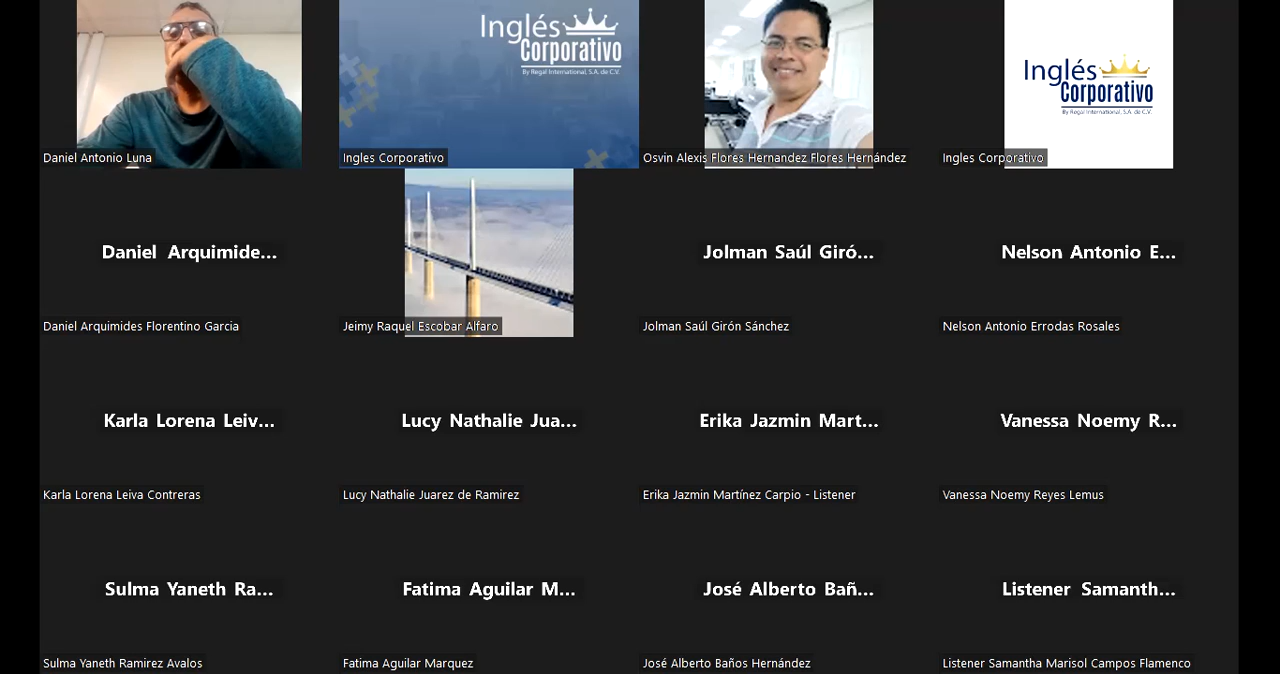 Inglés
Corporativo
By Regal International, S.A. de C.V.
Inglés
Corporativo
By Regal International, S.A. de C.V.
Daniel Antonio Luna
Ingles Corporativo
Osvin Alexis Flores Hernandez Flores Hernández
Ingles Corporativo
Daniel Arquimide...
Jolman Saúl Giró...
Nelson Antonio E...
Daniel Arquimides Florentino Garcia
Jeimy Raquel Escobar Alfaro
Jolman Saúl Girón Sánchez
Nelson Antonio Errodas Rosales
Karla Lorena Leiv...
Lucy Nathalie Jua...
Erika Jazmin Mart...
Vanessa Noemy R...
Karla Lorena Leiva Contreras
Lucy Nathalie Juarez de Ramirez
Erika Jazmin Martínez Carpio - Listener
Vanessa Noemy Reyes Lemus
Sulma Yaneth Ra...
Fatima Aguilar M...
José Alberto Bañ...
Listener Samanth...
Sulma Yaneth Ramirez Avalos
Fatima Aguilar Marquez
José Alberto Baños Hernández
Listener Samantha Marisol Campos Flamenco